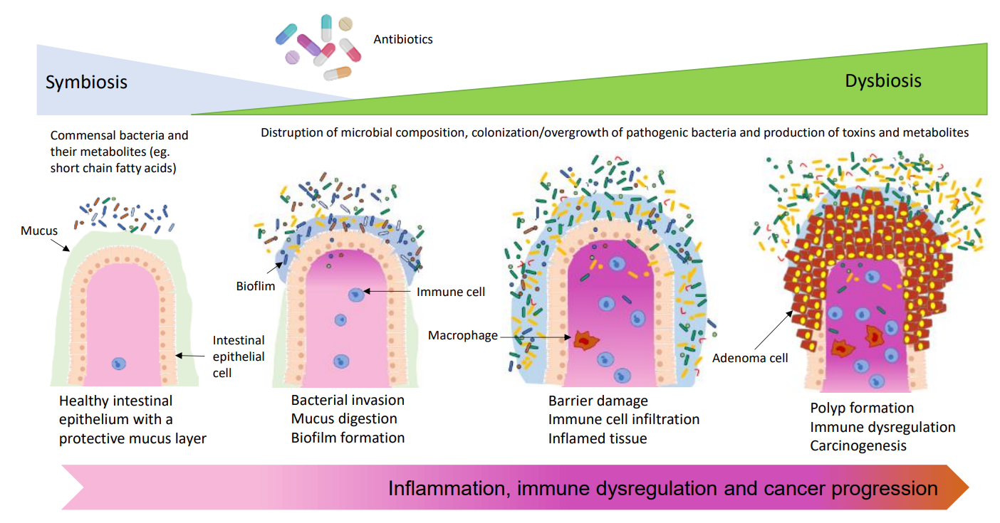 Antibiotics
Symbiosis
Dysbiosis
Commensal bacteria and
their metabolites (eg.
short chain fatty acids)
Distruption of microbial composition, colonization/overgrowth of pathogenic bacteria and production of toxins and metabolites
Mucus
Bioflim
Immune cell
Macrophage
Intestinal
epithelial
cell
Adenoma cell
Healthy intestinal
epithelium with a
protective mucus layer
Bacterial invasion
Mucus digestion
Biofilm formation
Barrier damage
Immune cell infiltration
Inflamed tissue
Polyp formation
Immune dysregulation
Carcinogenesis
Inflammation, immune dysregulation and cancer progression